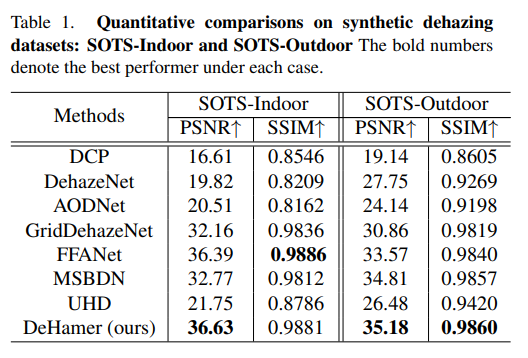 Table 1. Quantitative comparisons on synthetic dehazing
datasets: SOTS-Indoor and SOTS-Outdoor The bold numbers
denote the best performer under each case.
Methods SOTS-Indoor SOTS-Outdoor
PSNR↑ SSIM↑ PSNR↑ SSIM↑
DCP 16.61 0.8546 19.14 0.8605
DehazeNet 19.82 0.8209 27.75 0.9269
AODNet 20.51 0.8162 24.14 0.9198
GridDehazeNet 32.16 0.9836 30.86 0.9819
FFANet 36.39 0.9886 33.57 0.9840
MSBDN 32.77 0.9812 34.81 0.9857
UHD 21.75 0.8786 26.48 0.9420
DeHamer (ours) 36.63 0.9881 35.18 0.9860